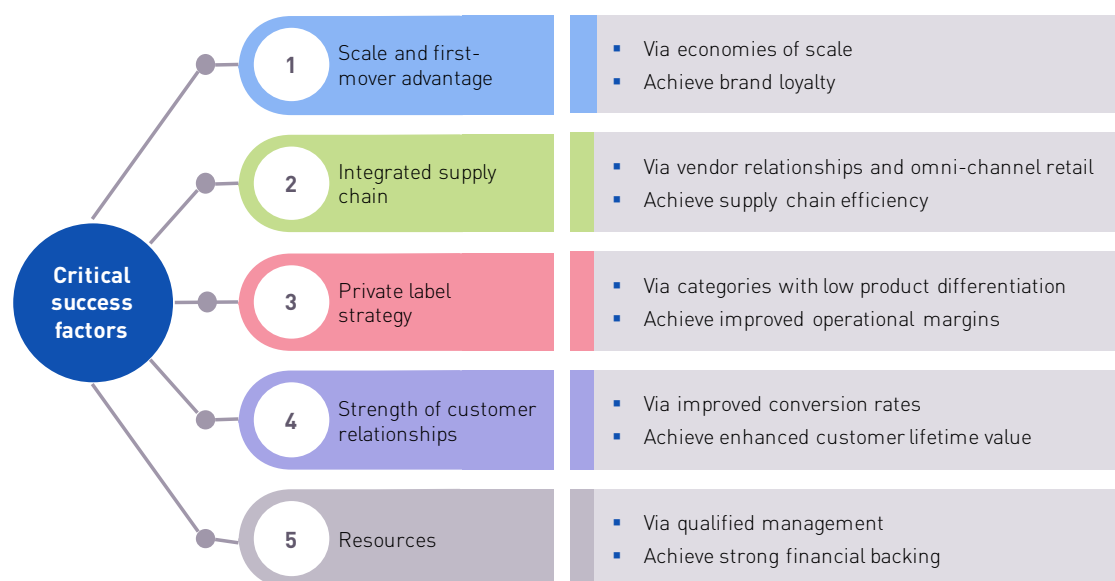 Critical
success
factors
1
Scale and first-
mover advantage
Via economies of scale
Achieve brand loyalty
2
Integrated supply
chain
Via vendor relationships and omni-channel retail
Achieve supply chain efficiency
3
Private label
strategy
Via categories with low product differentiation
Achieve improved operational margins
4
Strength of customer
relationships
Via improved conversion rates
Achieve enhanced customer lifetime value
5
Resources
Via qualified management
Achieve strong financial backing